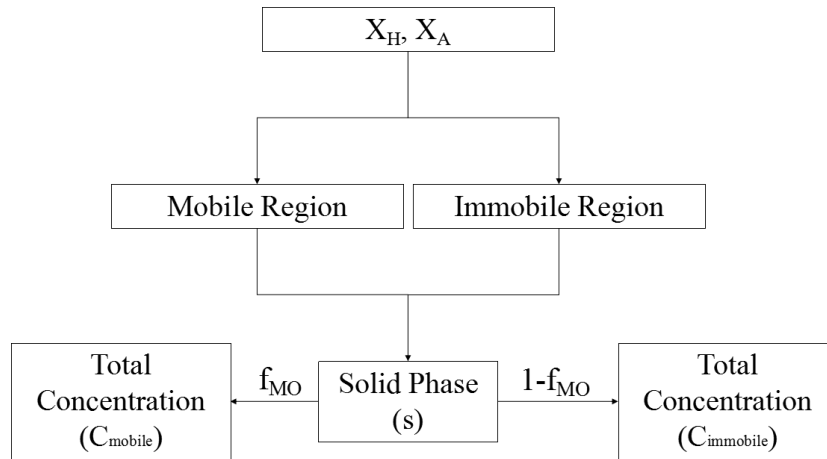 X_H, X_A
Mobile Region
Immobile Region
Total
Concentration
(C_mobile)
f_MO
Solid Phase
(s)
1-f_MO
Total
Concentration
(C_immobile)